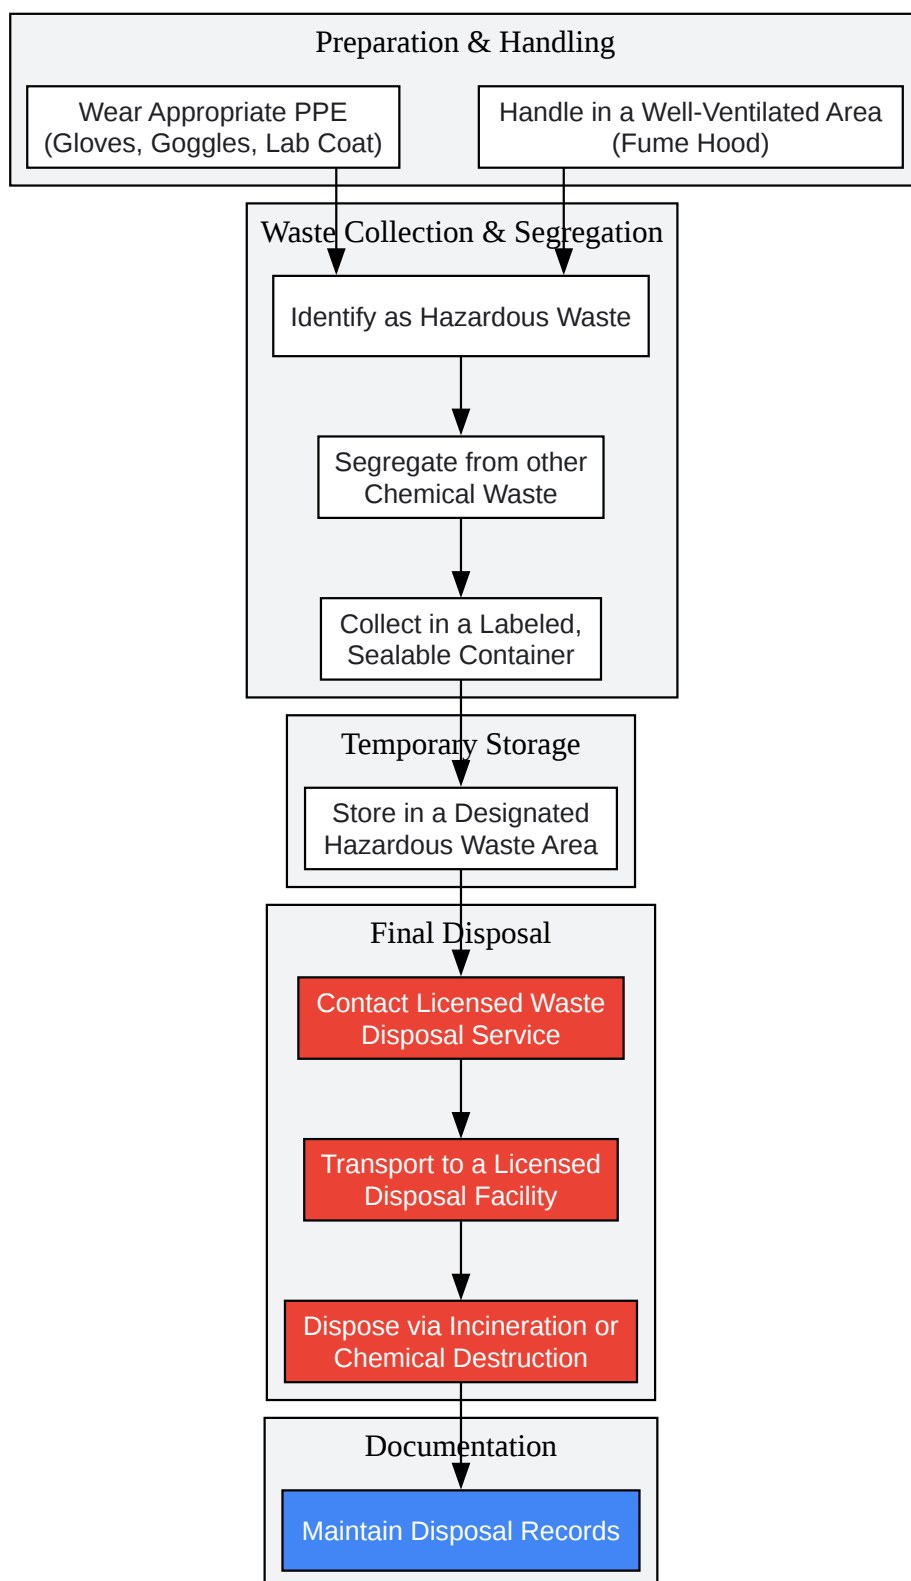 Preparation & Handling
Wear Appropriate PPE
(Gloves, Goggles, Lab Coat)
Handle in a Well-Ventilated Area
(Fume Hood)
Waste Collection & Segregation
Identify as Hazardous Waste
Segregate from other
Chemical Waste
Collect in a Labeled,
Sealable Container
Temporary Storage
Store in a Designated
Hazardous Waste Area
Final Disposal
Contact Licensed Waste
Disposal Service
Transport to a Licensed
Disposal Facility
Dispose via Incineration or
Chemical Destruction
Documentation
Maintain Disposal Records